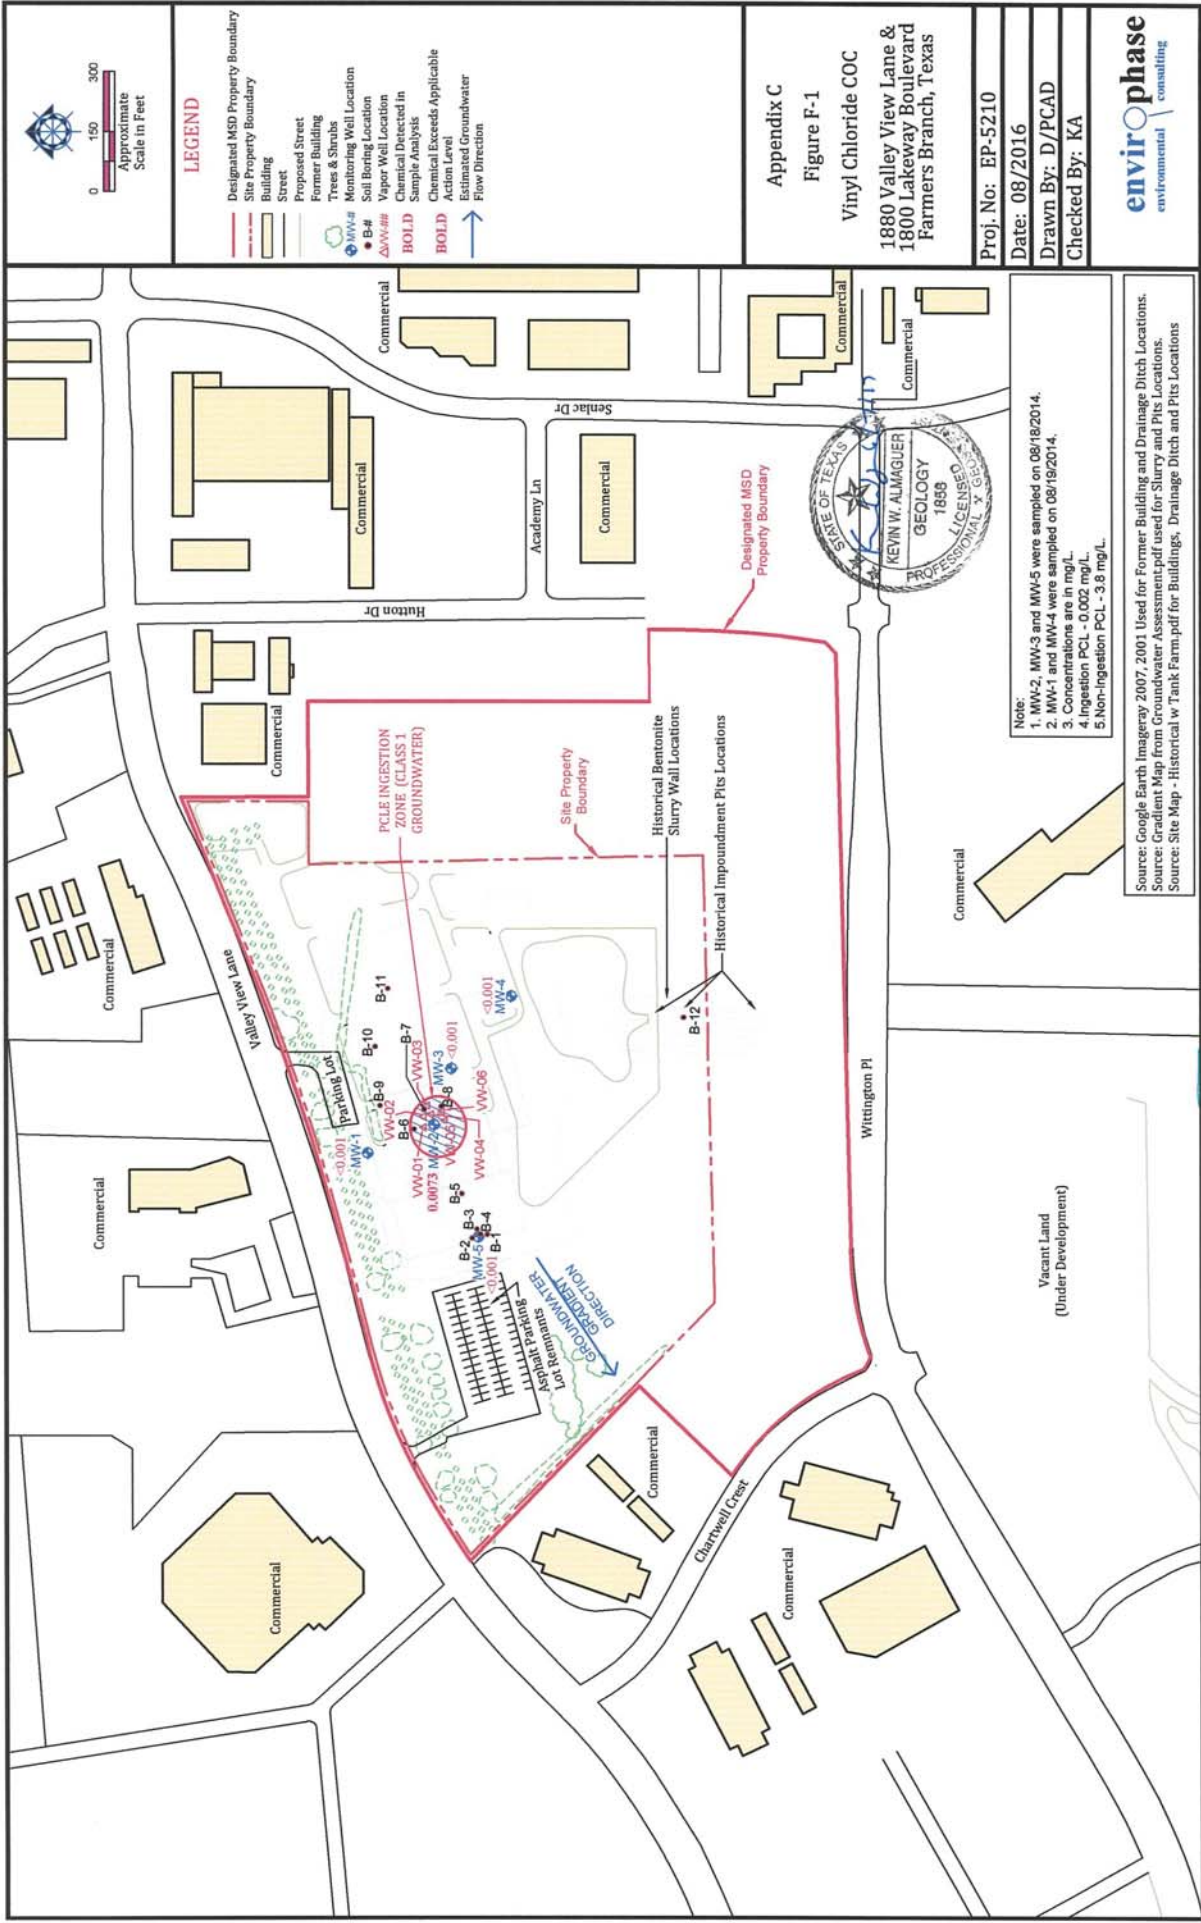 0
150
300
Approximate
Scale in Feet
LEGEND
Designated MSD Property Boundary
Site Property Boundary
Building
Street
Proposed Street
Former Building
Trees & Shrubs
MW-# Monitoring Well Location
B-# Soil Boring Location
VW-## Vapor Well Location
BOLD Chemical Detected in
Sample Analysis
BOLD Chemical Exceeds Applicable
Action Level
Estimated Groundwater
Flow Direction
Appendix C
Figure F-1
Vinyl Chloride COC
1880 Valley View Lane &
1800 Lakeway Boulevard
Farmers Branch, Texas
Proj. No: EP-5210
Date: 08/2016
Drawn By: D/PCAD
Checked By: KA
envirophase
environmental consulting
Commercial
Commercial
Commercial
Commercial
Valley View Lane
Parking Lot
Commercial
Commercial
Hutton Dr
Academy Ln
Commercial
Senlac Dr
Commercial
Commercial
Commercial
PCLE INGESTION
ZONE (CLASS 1
GROUNDWATER)
Site Property
Boundary
Designated MSD
Property Boundary
Historical Bentonite
Slurry Wall Locations
Historical Impoundment Pits Locations
<0.001
MW-1
B-9
B-10
B-11
VW-02
B-6
B-7
VW-03
VW-01
0.0073 MW-2
MW-3
<0.001
B-8
VW-06
VW-04
<0.001
MW-4
B-5
B-3
B-2
B-4
B-1
MW-5
<0.001
B-12
Asphalt Parking
Lot Remnants
GROUNDWATER
GRADIENT
DIRECTION
Commercial
Chartwell Crest
Commercial
Wittington Pl
Vacant Land
(Under Development)
Commercial
STATE OF TEXAS
KEVIN W. ALMAGUER
GEOLOGY
1858
LICENSED
PROFESSIONAL
Note:
1. MW-2, MW-3 and MW-5 were sampled on 08/18/2014.
2. MW-1 and MW-4 were sampled on 08/19/2014.
3. Concentrations are in mg/L.
4.Ingestion PCL - 0.002 mg/L.
5.Non-Ingestion PCL - 3.8 mg/L.
Source: Google Earth Imageray 2007, 2001 Used for Former Building and Drainage Ditch Locations.
Source: Gradient Map from Groundwater Assessment.pdf used for Slurry and Pits Locations.
Source: Site Map - Historical w Tank Farm.pdf for Buildings, Drainage Ditch and Pits Locations